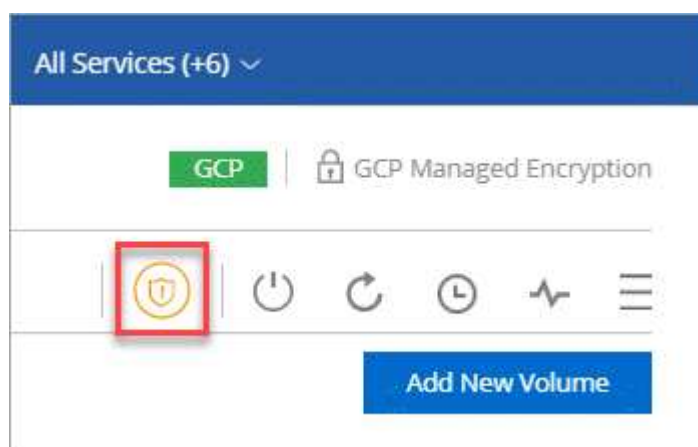 All Services (+6)
GCP
GCP Managed Encryption
Add New Volume